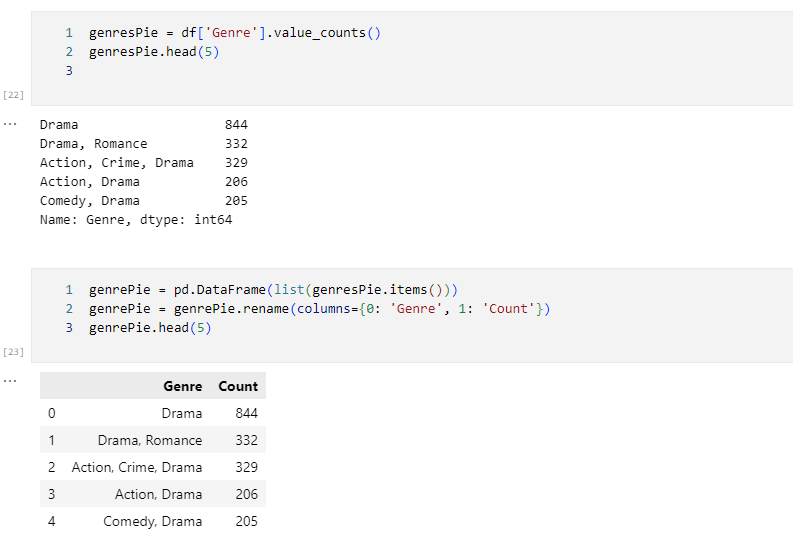 1 genresPie = df['Genre'].value_counts()
2 genresPie.head(5)
3
[22]
... Drama 844
Drama, Romance 332
Action, Crime, Drama 329
Action, Drama 206
Comedy, Drama 205
Name: Genre, dtype: int64
1 genrePie = pd.DataFrame(list(genresPie.items()))
2 genrePie = genrePie.rename(columns={0: 'Genre', 1: 'Count'})
3 genrePie.head(5)
[23]
...
Genre Count
0 Drama 844
1 Drama, Romance 332
2 Action, Crime, Drama 329
3 Action, Drama 206
4 Comedy, Drama 205